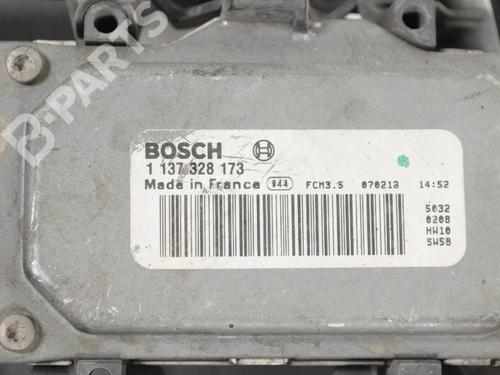 B-PARTS
BOSCH
1 137 328 173
Made in France 944 FCM3.5 070212 14:52
5032
0208
HW10
SW58
B-PARTS